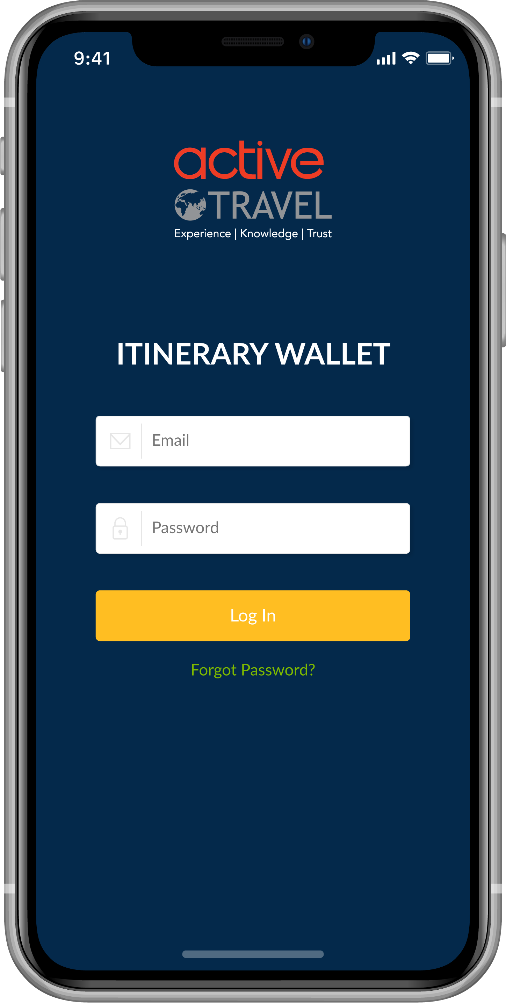 9:41
active
TRAVEL
Experience | Knowledge | Trust
ITINERARY WALLET
Email
Password
Log In
Forgot Password?